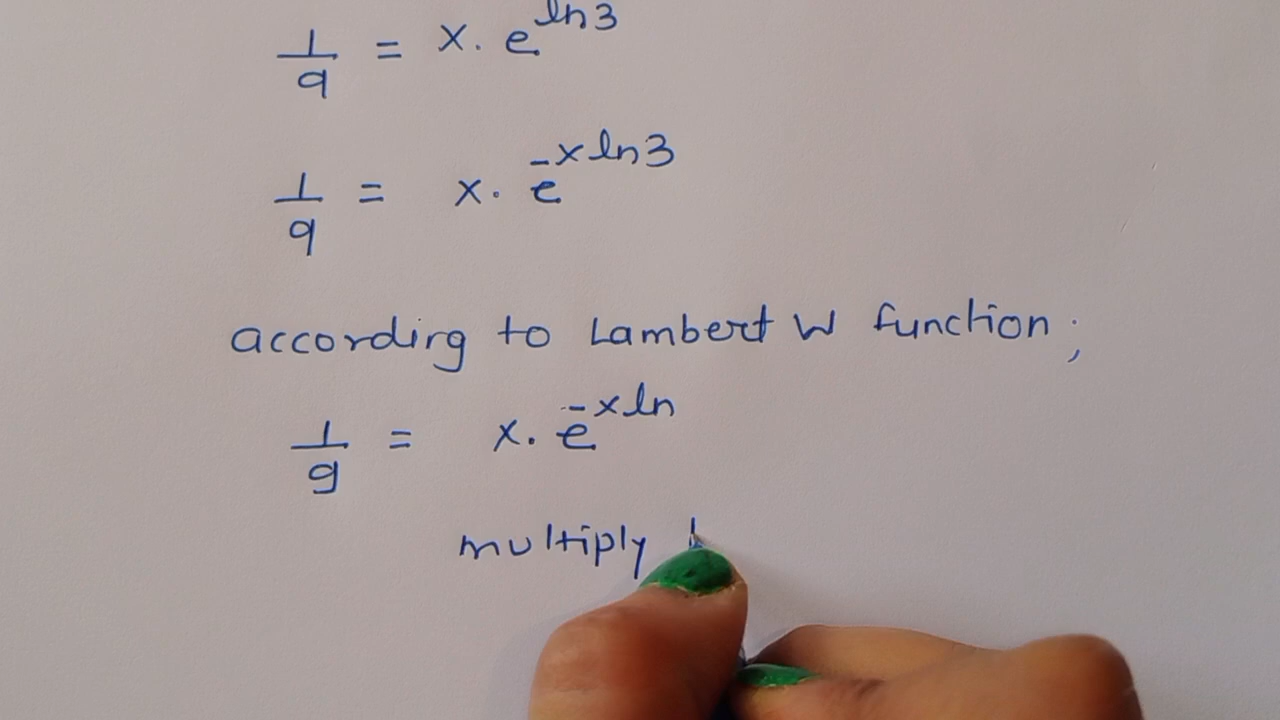 1/9 = x. e^ln3
1/9 = x. e^-xln3
according to Lambert W function;
1/9 = x. e^-xln
multiply